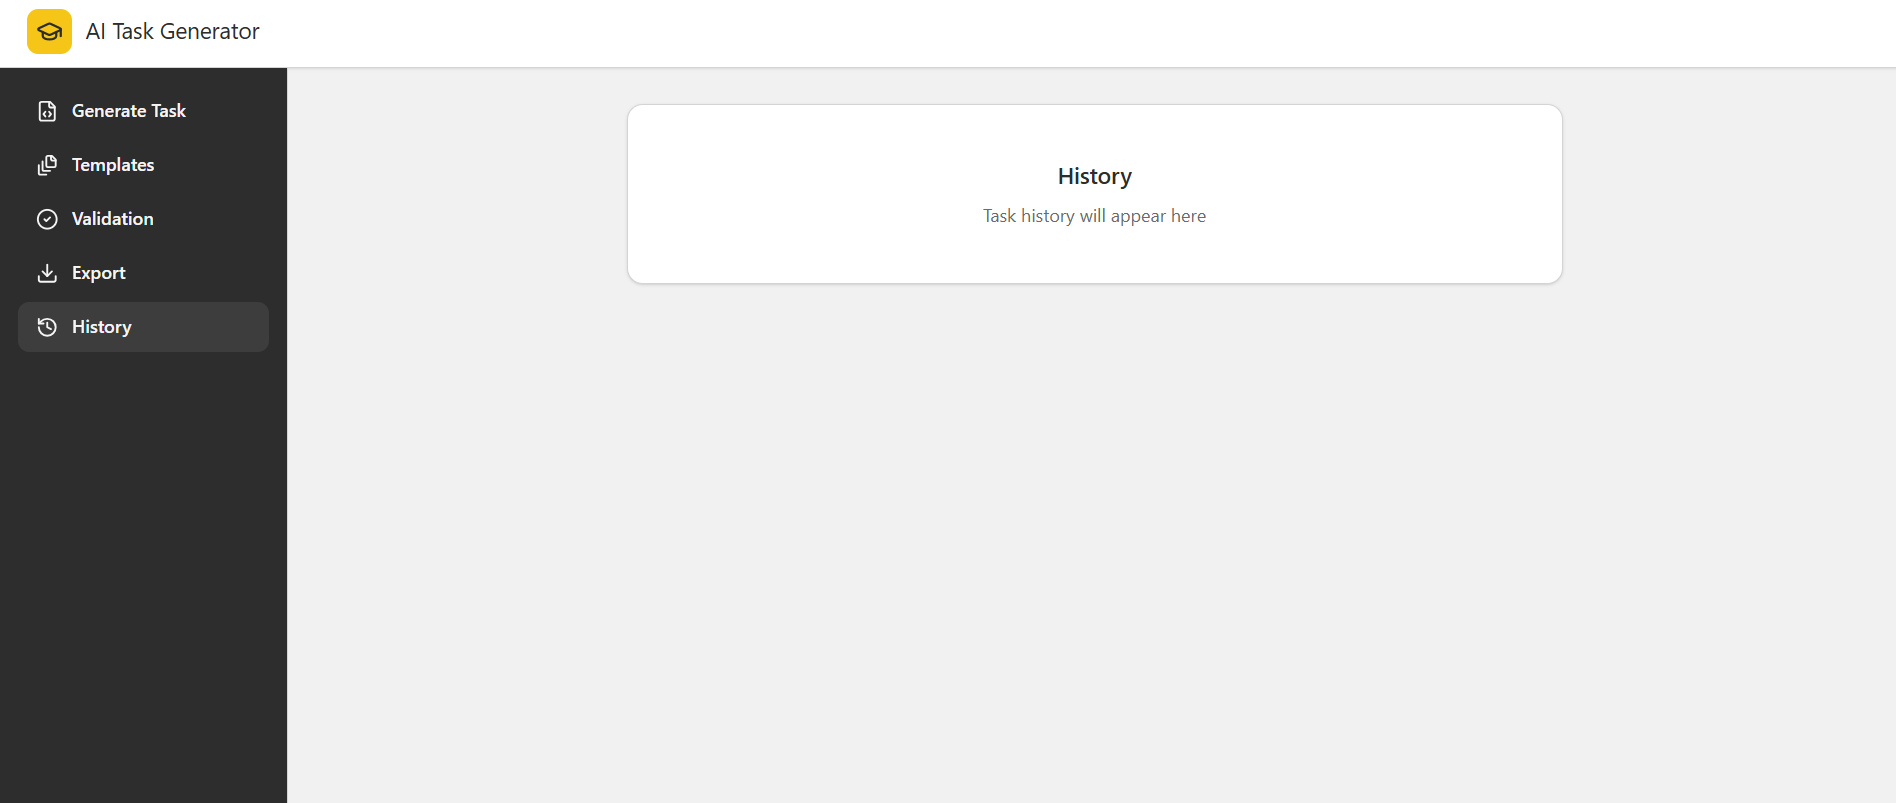 AI Task Generator
Generate Task
Templates
Validation
Export
History
History
Task history will appear here